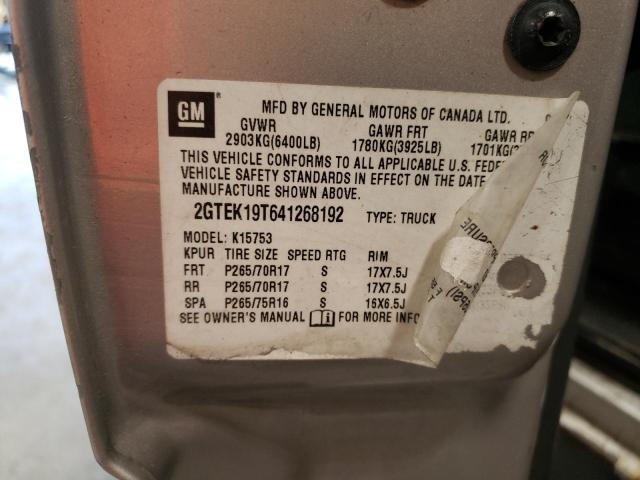 GM
MFD BY GENERAL MOTORS OF CANADA LTD.
GVWR GAWR FRT GAWR RR
2903KG(6400LB) 1780KG(3925LB) 1701KG(
THIS VEHICLE CONFORMS TO ALL APPLICABLE U.S. FEDE
VEHICLE SAFETY STANDARDS IN EFFECT ON THE DATE
MANUFACTURE SHOWN ABOVE.
2GTEK19T641268192 TYPE: TRUCK
MODEL: K15753
KPUR TIRE SIZE SPEED RTG RIM
FRT P265/70R17 S 17X7.5J
RR P265/70R17 S 17X7.5J
SPA P265/75R16 S 16X6.5J
SEE OWNER'S MANUAL FOR MORE INFO